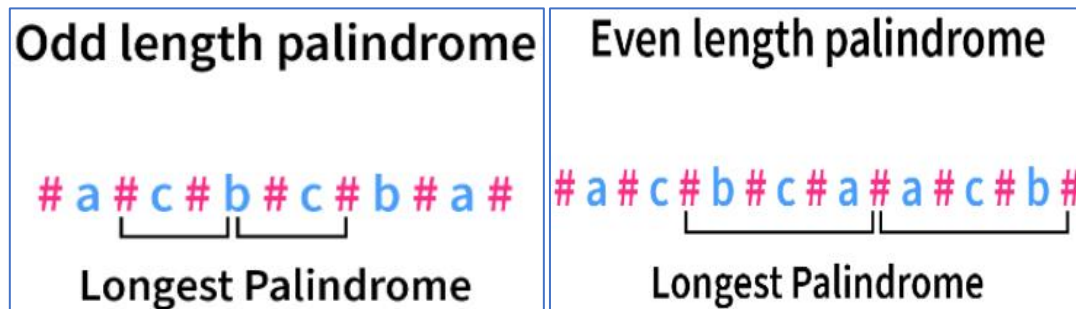 Odd length palindrome
# a # c # b # c # b # a #
Longest Palindrome
Even length palindrome
# a # c # b # c # a # a # c # b #
Longest Palindrome